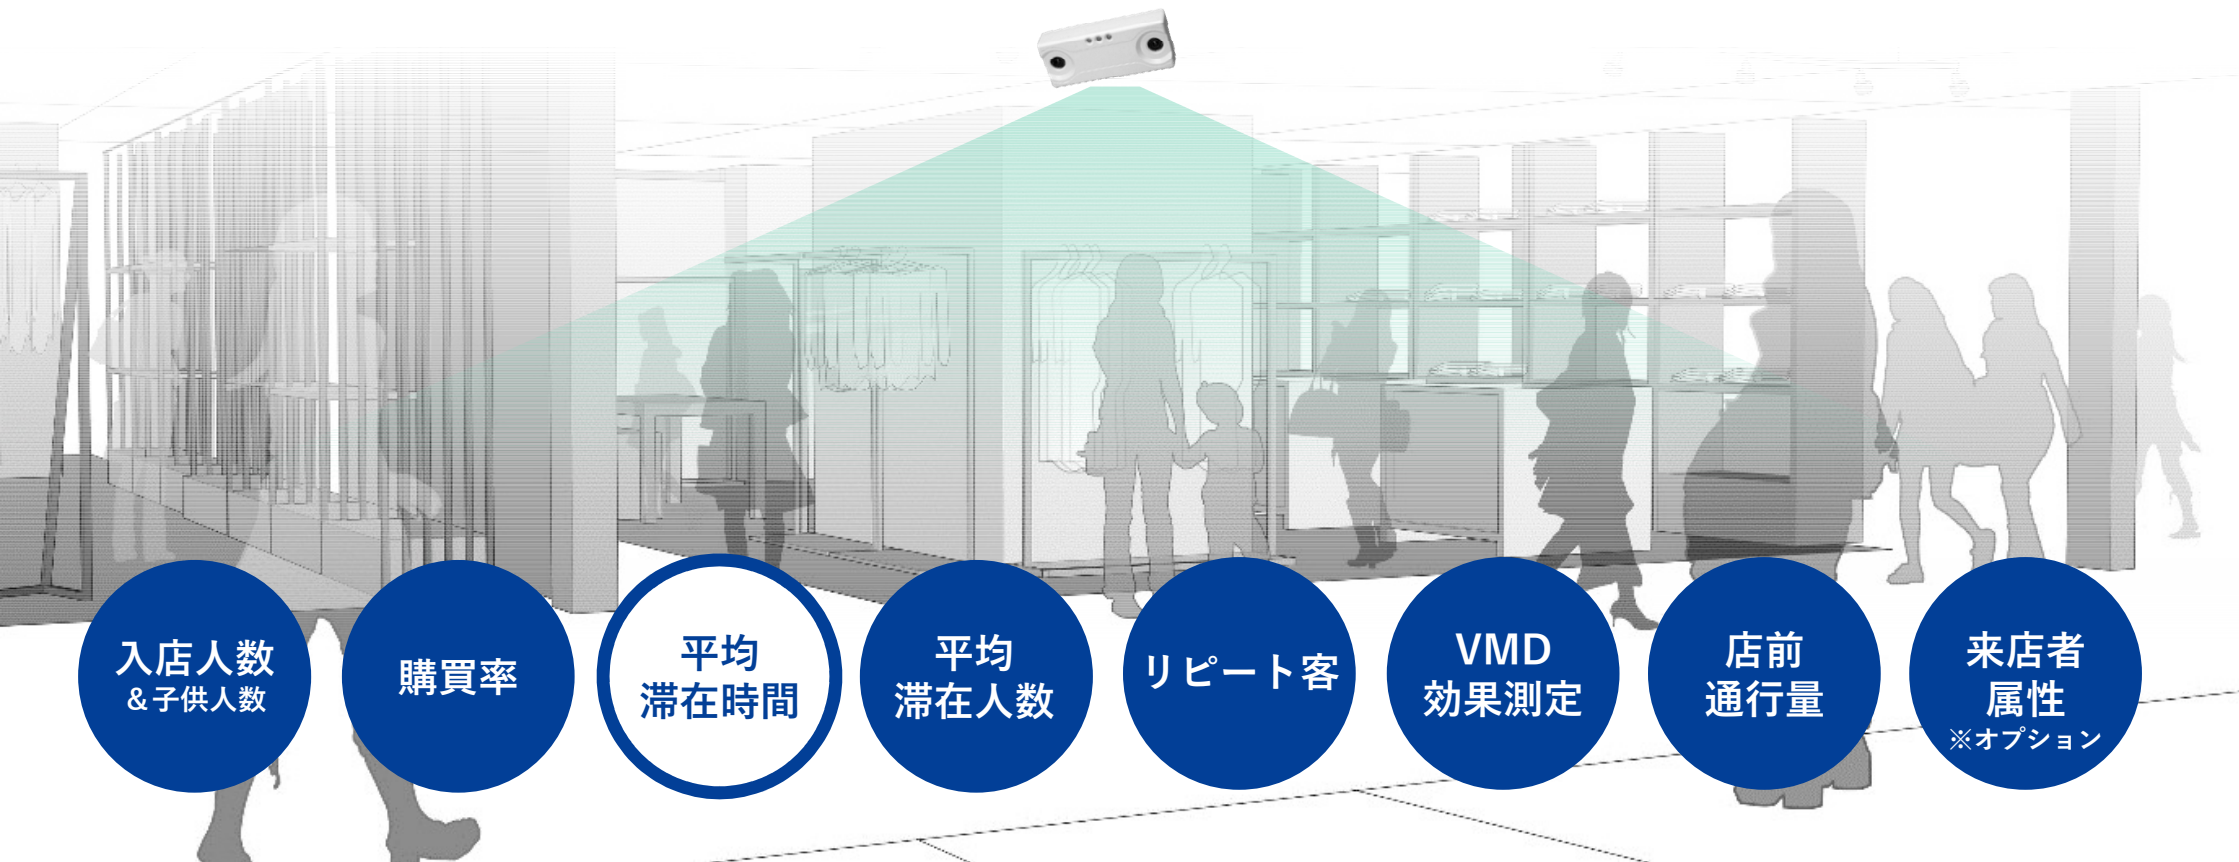 入店人数
＆子供人数
購買率
平均
滞在時間
平均
滞在人数
リピート客
VMD
効果測定
店前
通行量
来店者
属性
※オプション